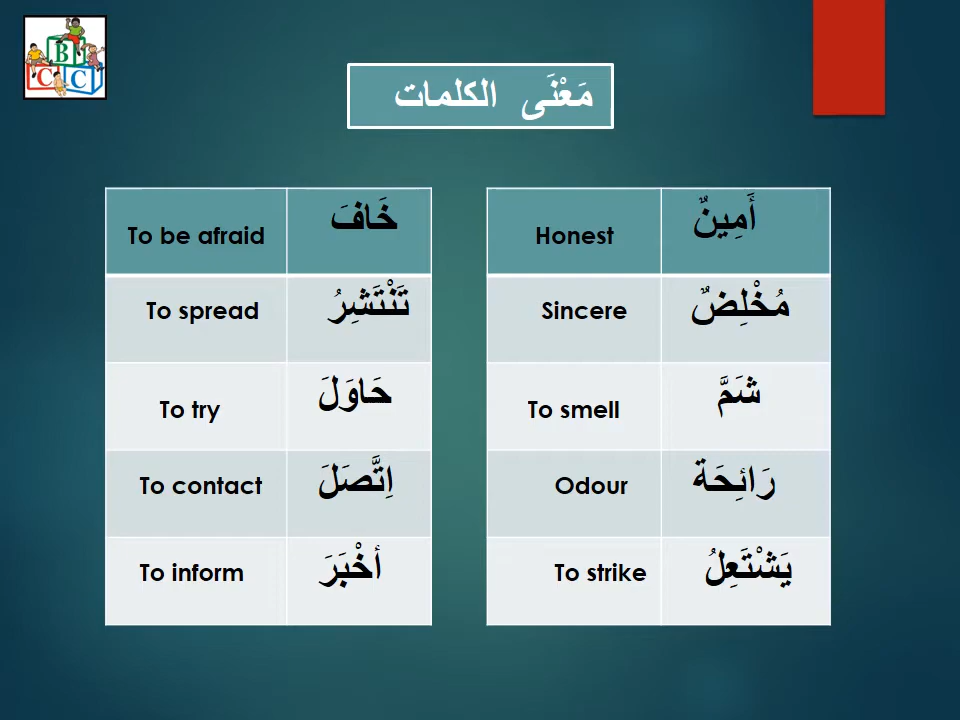 B
C C
مَعْنَى الكلمات
Honest أَمِينٌ
Sincere مُخْلِصٌ
To smell شَمَّ
Odour رَائِحَة
To strike يَشْتَعِلُ
To be afraid خَافَ
To spread تَنْتَشِرُ
To try حَاوَلَ
To contact اِتَّصَلَ
To inform أخْبَرَ